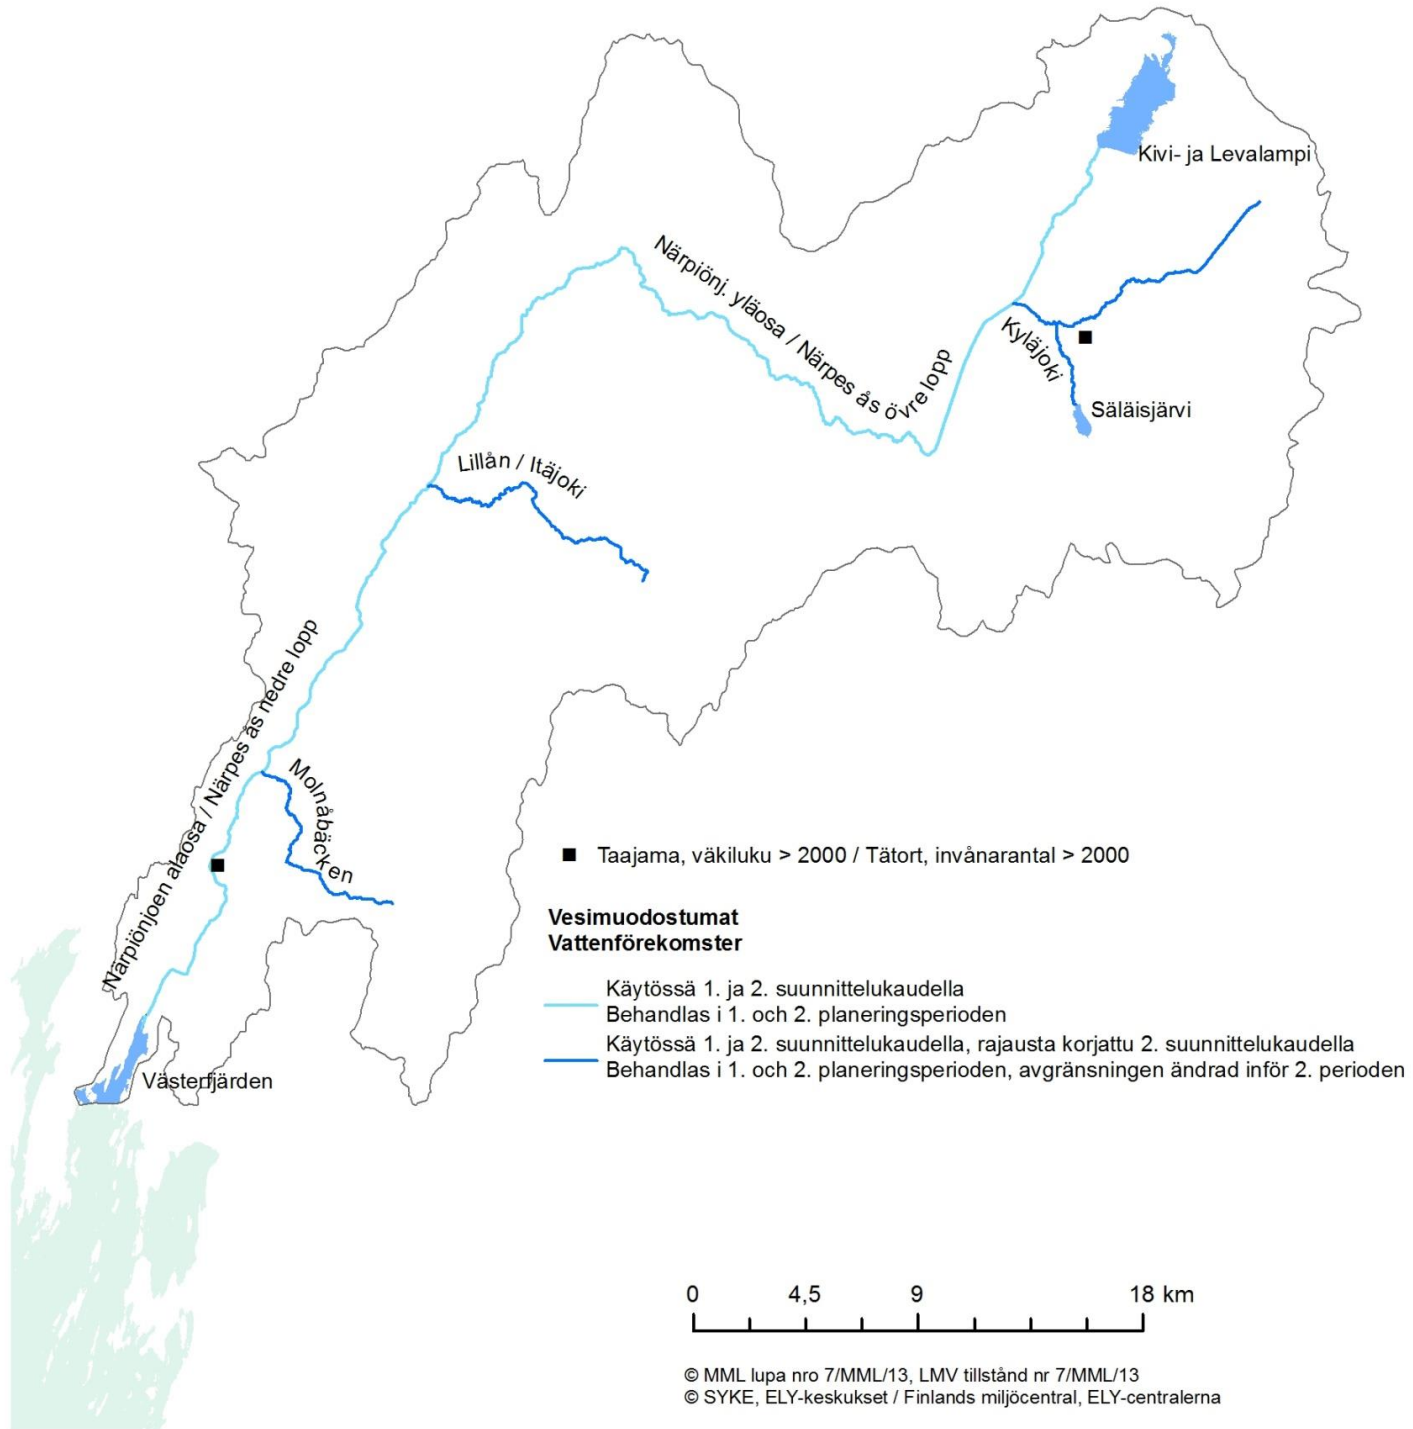 Kivi- ja Levalampi
Närpiönj. yläosa / Närpes ås övre lopp
Kyläjoki
Säläisjärvi
Lillån / Itäjoki
Närpiönjoen alaosa / Närpes ås nedre lopp
Molnåbäcken
Västerfjärden
Taajama, väkiluku > 2000 / Tätort, invånarantal > 2000
Vesimuodostumat
Vattenförekomster
Käytössä 1. ja 2. suunnittelukaudella
Behandlas i 1. och 2. planeringsperioden
Käytössä 1. ja 2. suunnittelukaudella, rajausta korjattu 2. suunnittelukaudella
Behandlas i 1. och 2. planeringsperioden, avgränsningen ändrad inför 2. perioden
0 4,5 9 18 km
© MML lupa nro 7/MML/13, LMV tillstånd nr 7/MML/13
© SYKE, ELY-keskukset / Finlands miljöcentral, ELY-centralerna